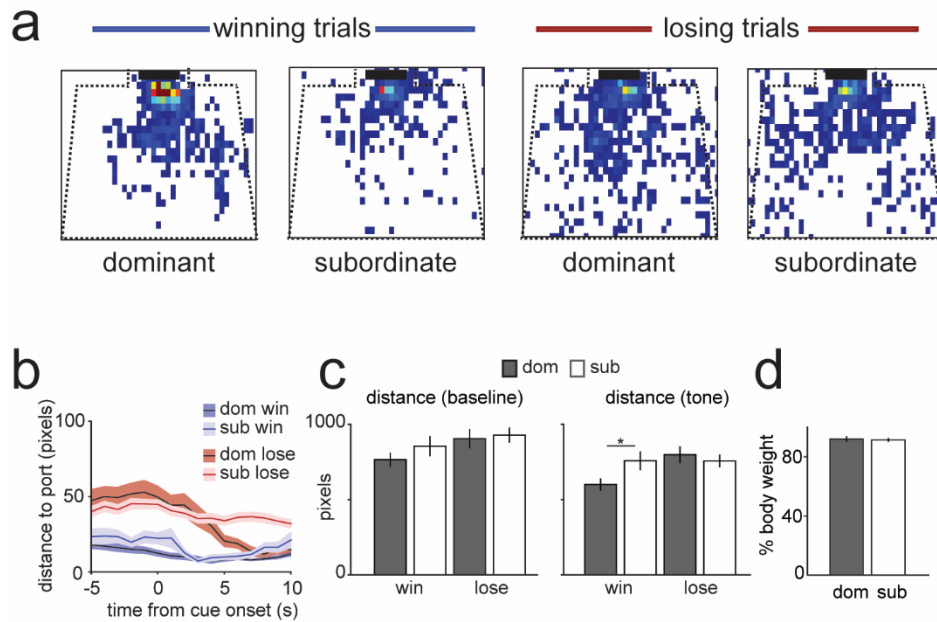 a
winning trials
losing trials
dominant
subordinate
dominant
subordinate
b
distance to port (pixels)
100
50
0
-5
0
5
10
time from cue onset (s)
dom win
sub win
dom lose
sub lose
c
dom
sub
distance (baseline)
distance (tone)
pixels
1000
0
win
lose
*
win
lose
d
% body weight
80
0
dom sub